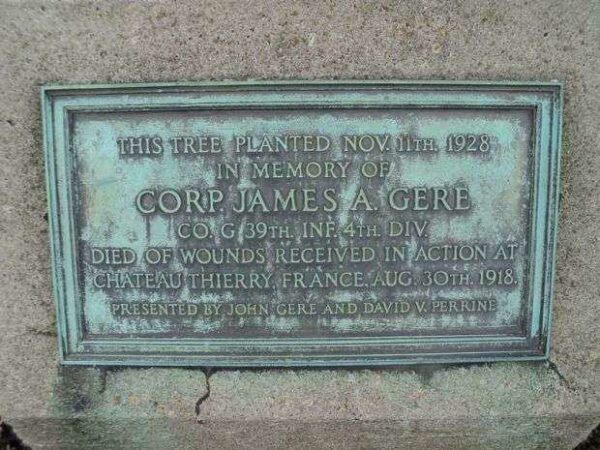 THIS TREE PLANTED NOV. 11TH. 1928
IN MEMORY OF
CORP JAMES A. GERE
CO. G. 39TH. INF. 4TH. DIV.
DIED OF WOUNDS RECEIVED IN ACTION AT
CHATEAU THIERRY, FRANCE. AUG. 30TH. 1918.
PRESENTED BY JOHN GERE AND DAVID V. PERRINE